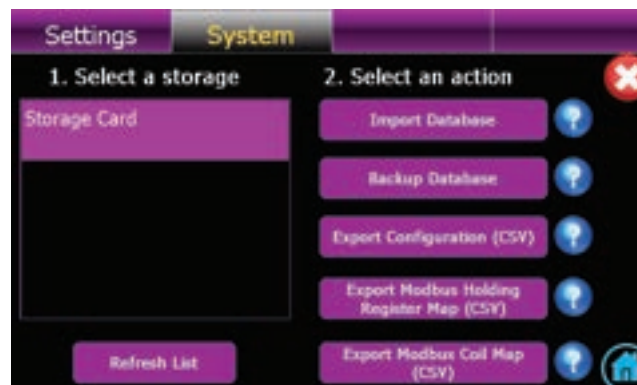 Settings
System
1. Select a storage
2. Select an action
Storage Card
Import Database
?
Backup Database
?
Export Configuration (CSV)
?
Export Modbus Holding
Register Map (CSV)
?
Refresh List
Export Modbus Coil Map
(CSV)
?